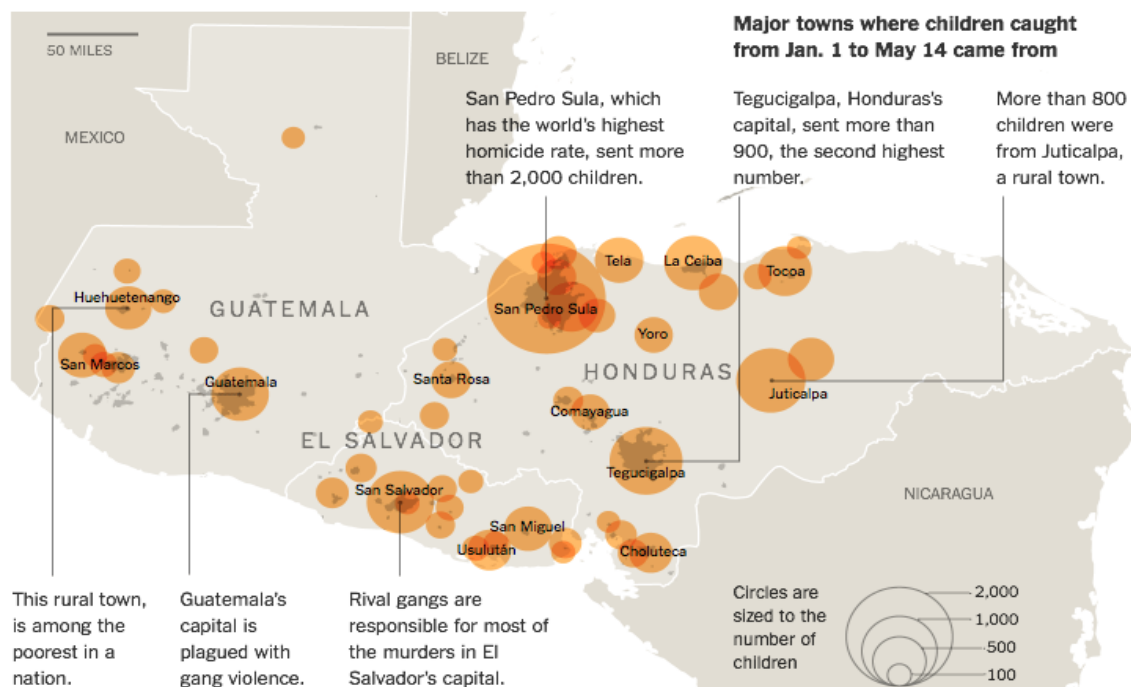 Major towns where children caught
from Jan. 1 to May 14 came from
50 MILES
BELIZE
MEXICO
San Pedro Sula, which
has the world's highest
homicide rate, sent more
than 2,000 children.
Tegucigalpa, Honduras's
capital, sent more than
900, the second highest
number.
More than 800
children were
from Juticalpa,
a rural town.
Tela
La Ceiba
Tocoa
Huehuetenango
GUATEMALA
San Pedro Sula
Yoro
San Marcos
Guatemala
Santa Rosa
HONDURAS
Juticalpa
Comayagua
EL SALVADOR
Tegucigalpa
San Salvador
NICARAGUA
San Miguel
Usulután
Choluteca
This rural town,
is among the
poorest in a
nation.
Guatemala's
capital is
plagued with
gang violence.
Rival gangs are
responsible for most of
the murders in El
Salvador's capital.
Circles are
sized to the
number of
children
2,000
1,000
500
100